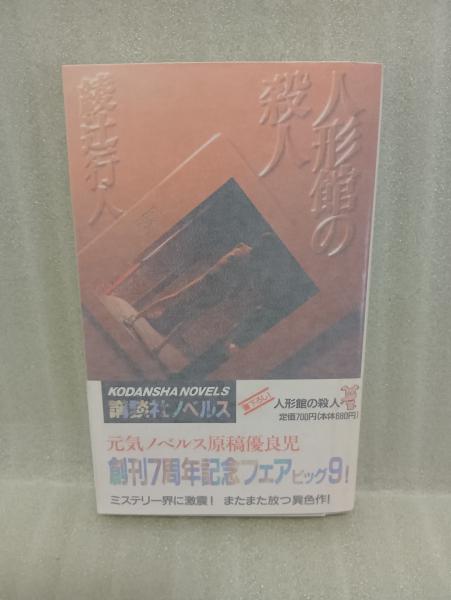 人形館の
殺人
綾辻行人
KODANSHA NOVELS
講談社ノベルス
書下ろし!
人形館の殺人
定価700円(本体680円)
元気ノベルス原稿優良児
創刊7周年記念フェアビッグ9!
ミステリー界に激震! またまた放つ異色作!